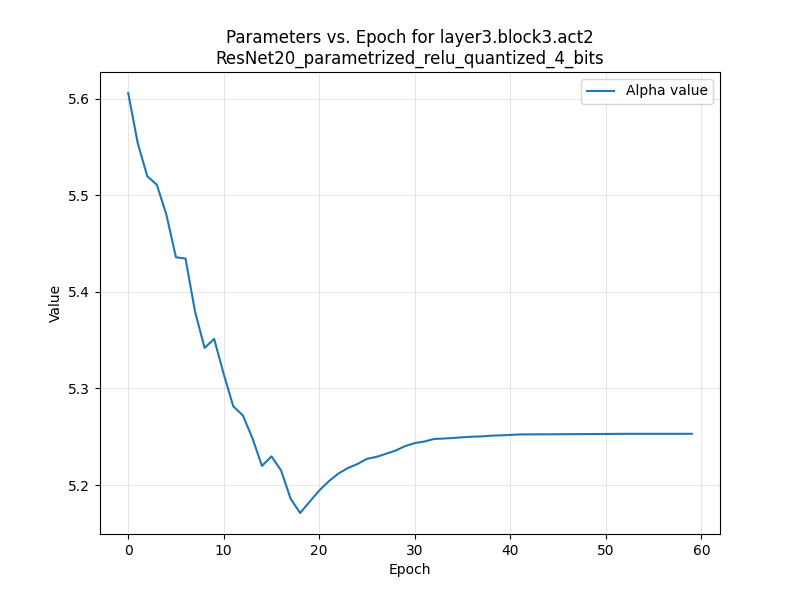 Parameters vs. Epoch for layer3.block3.act2
ResNet20_parametrized_relu_quantized_4_bits
Alpha value
5.6
5.5
5.4
5.3
5.2
Value
0 10 20 30 40 50 60
Epoch